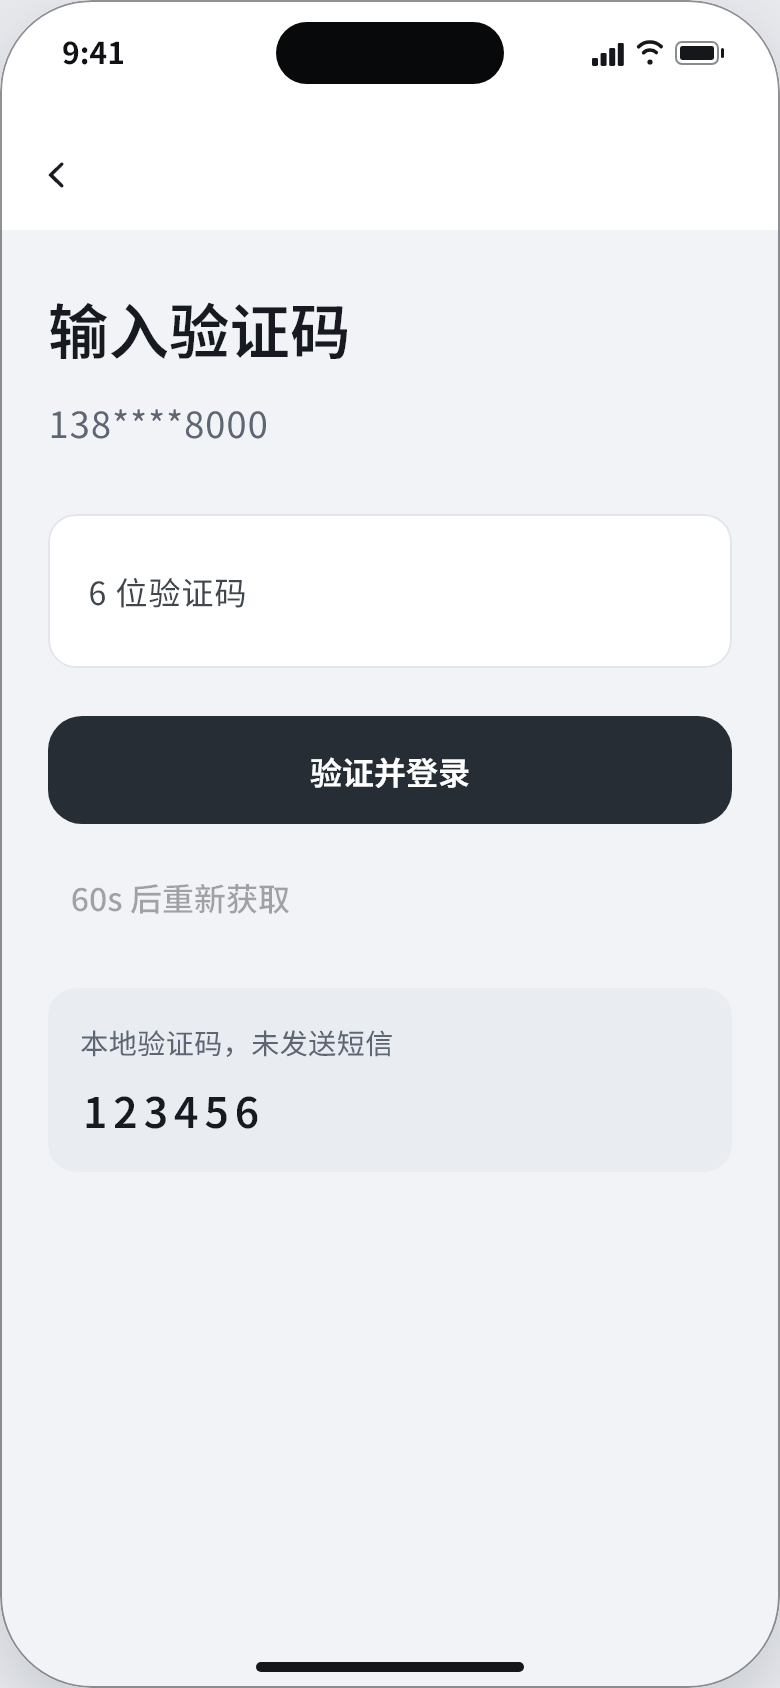 9:41
输入验证码
138****8000
6 位验证码
验证并登录
60s 后重新获取
本地验证码，未发送短信
123456